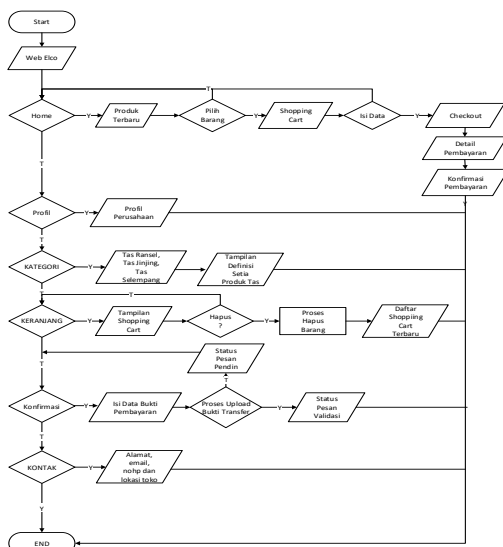 Start
Web Elco
T
T
Home
Y
Produk
Terbaru
Pilih
Barang
Y
Shopping
Cart
Isi Data
Y
Checkout
Detail
Pembayaran
Konfirmasi
Pembayaran
Y
T
Profil
Y
Profil
Perusahaan
T
KATEGORI
Y
Tas Ransel,
Tas Jinjing,
Tas
Selempang
Tampilan
Definisi
Setia
Produk Tas
T
T
KERANJANG
Y
Tampilan
Shopping
Cart
Hapus
?
Y
Proses
Hapus
Barang
Daftar
Shopping
Cart
Terbaru
Status
Pesan
Pendin
T
T
Konfirmasi
Y
Isi Data Bukti
Pembayaran
Proses Upload
Bukti Transfer
Y
Status
Pesan
Validasi
T
KONTAK
Y
Alamat,
email,
nohp dan
lokasi toko
Y
END